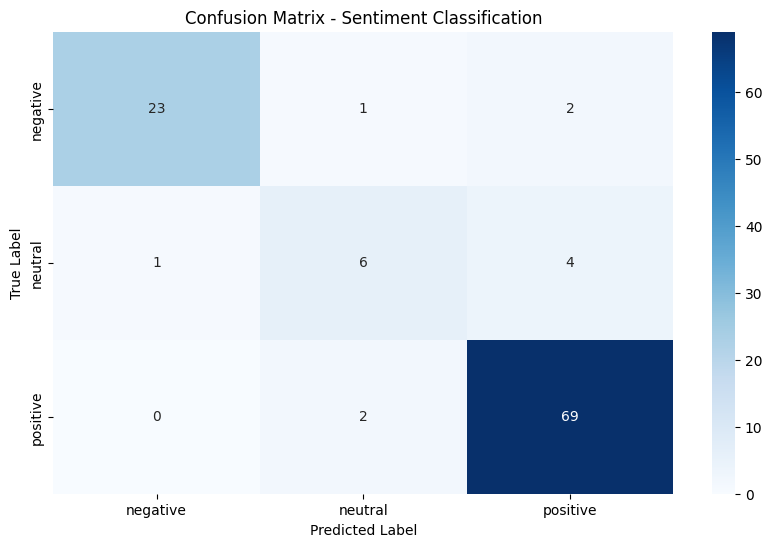 Confusion Matrix - Sentiment Classification
True Label
negative
23 1 2
neutral
1 6 4
positive
0 2 69
negative neutral positive
Predicted Label
60
50
40
30
20
10
0